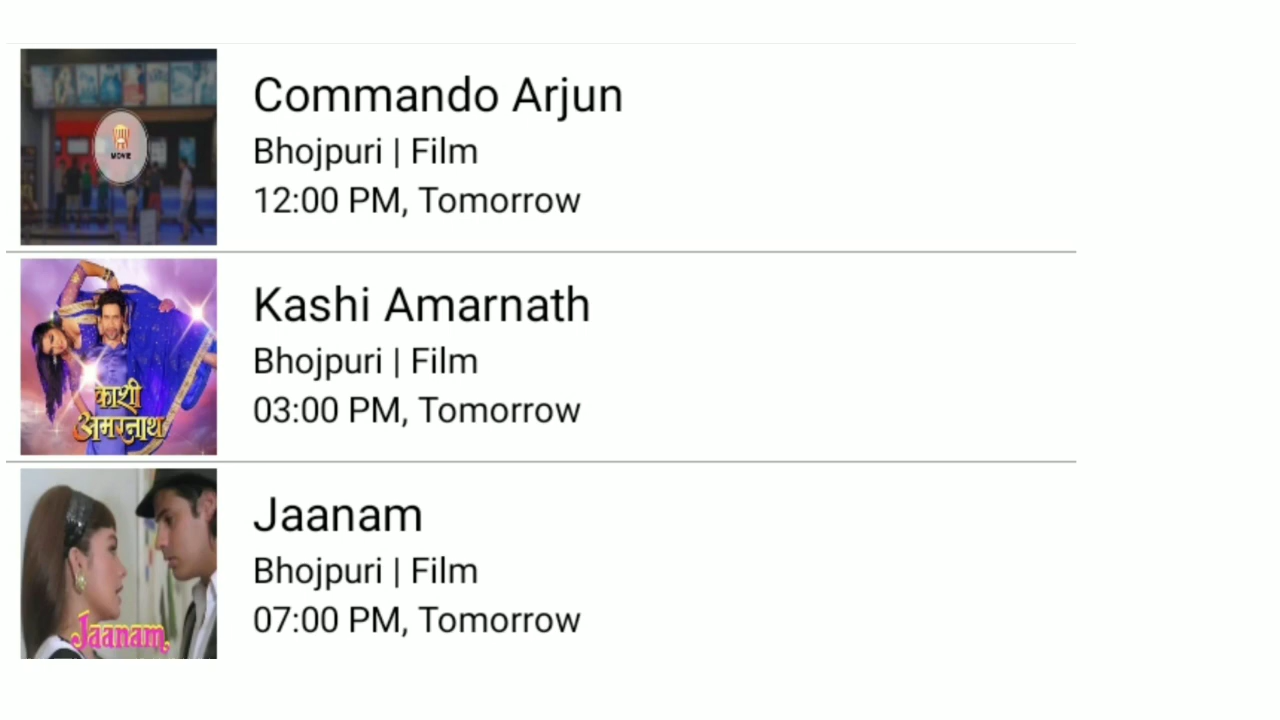 MOVIE
Commando Arjun
Bhojpuri | Film
12:00 PM, Tomorrow
काशी
अमरनाथ
Kashi Amarnath
Bhojpuri | Film
03:00 PM, Tomorrow
Jaanam
Jaanam
Bhojpuri | Film
07:00 PM, Tomorrow